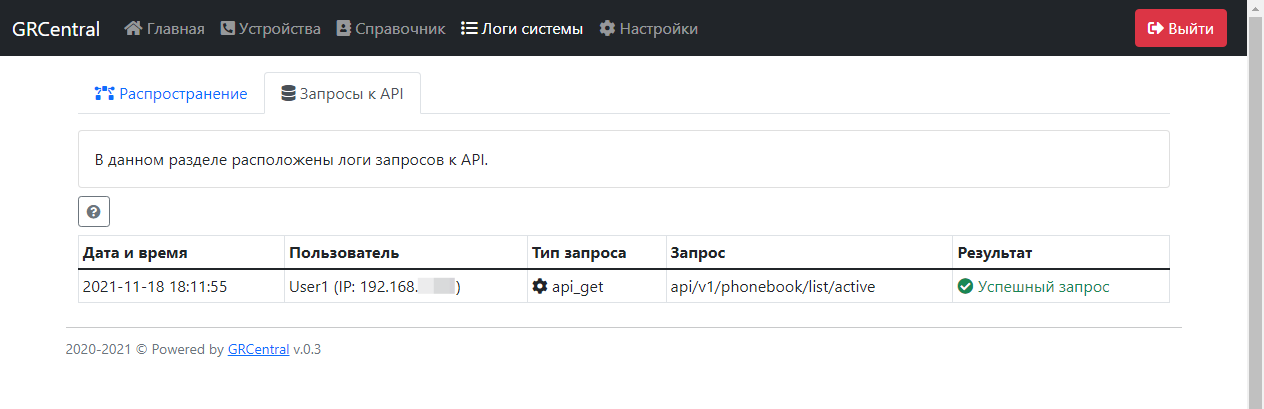 GRCentral Главная Устройства Справочник Логи системы Настройки Выйти
Распространение Запросы к API
В данном разделе расположены логи запросов к API.
Дата и время Пользователь Тип запроса Запрос Результат
2021-11-18 18:11:55 User1 (IP: 192.168. ) api_get api/v1/phonebook/list/active Успешный запрос
2020-2021 © Powered by GRCentral v.0.3